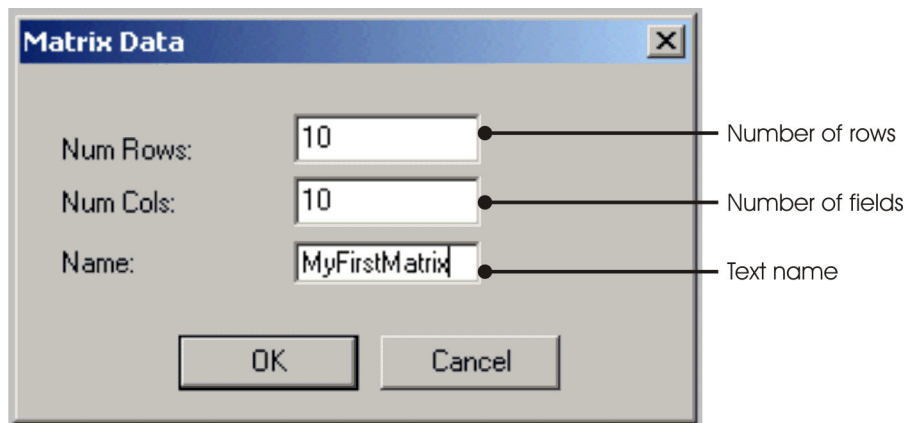 Matrix Data
Num Rows: 10 Number of rows
Num Cols: 10 Number of fields
Name: MyFirstMatrix Text name
OK Cancel